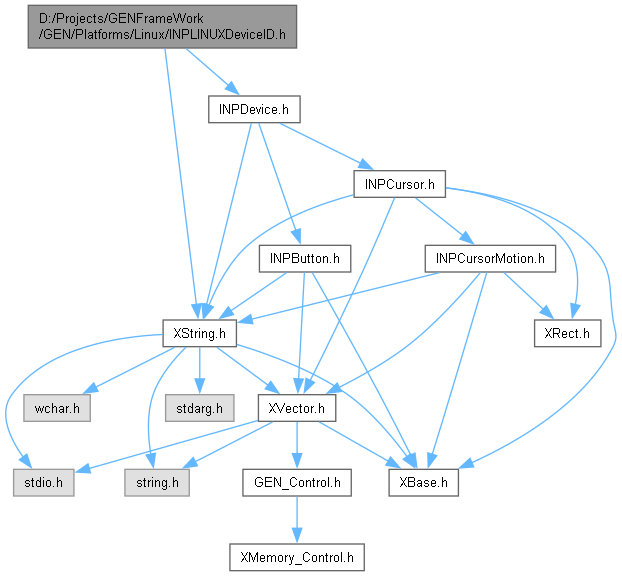 D:/Projects/GENFrameWork
/GEN/Platforms/Linux/INPLINUXDeviceID.h
INPDevice.h
INPCursor.h
INPButton.h
INPCursorMotion.h
XString.h
XRect.h
wchar.h
stdarg.h
XVector.h
stdio.h
string.h
GEN_Control.h
XBase.h
XMemory_Control.h